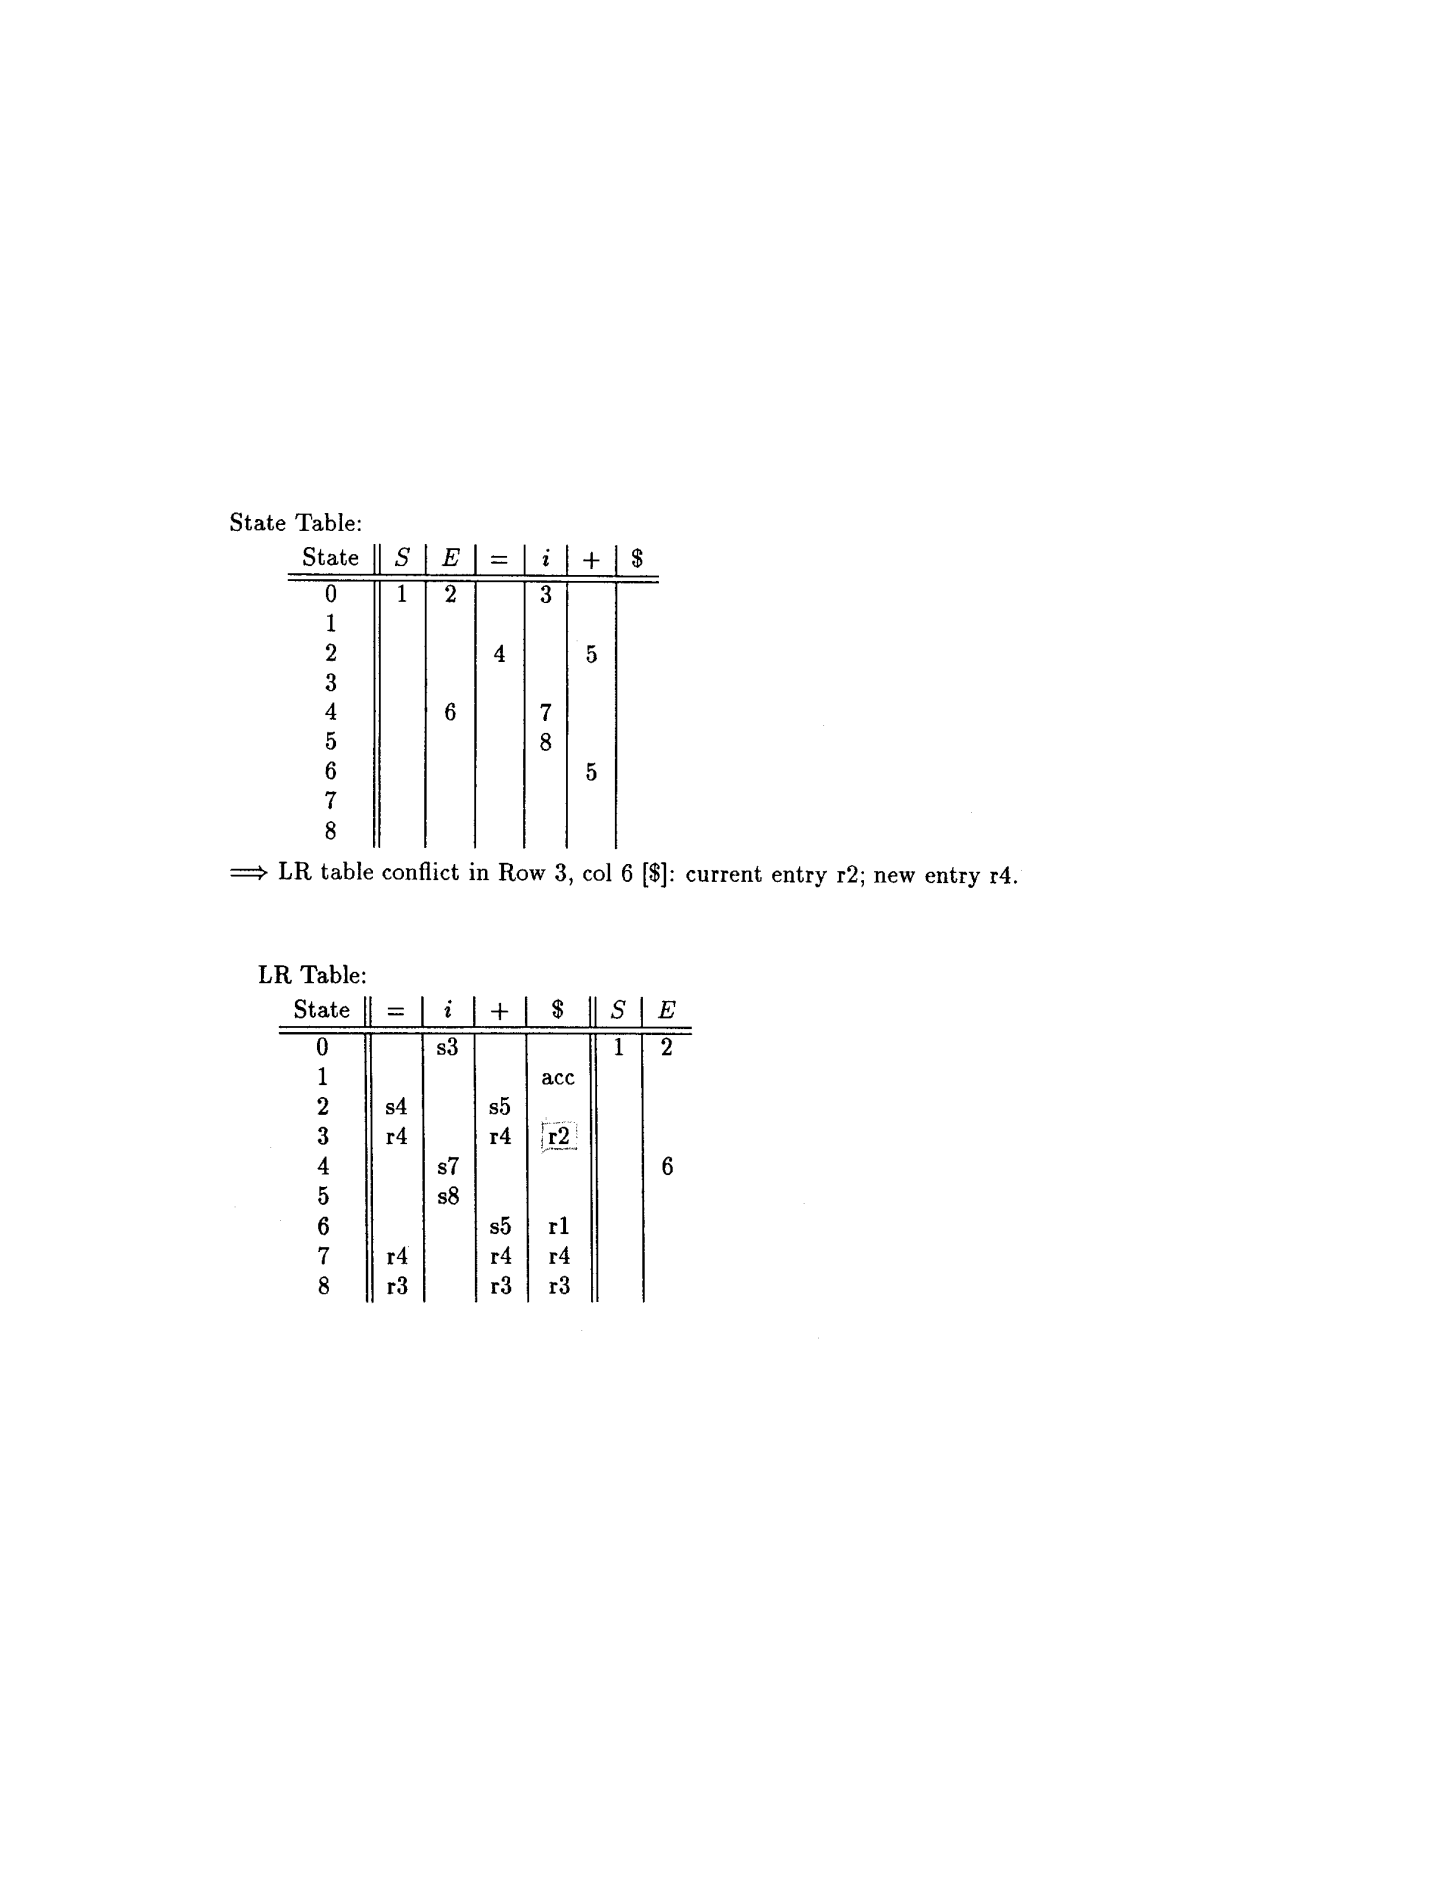 State Table:
State S E = i + $
0 1 2 3
1
2 4 5
3
4 6 7
5 8
6 5
7
8
⟹ LR table conflict in Row 3, col 6 [$]: current entry r2; new entry r4.
LR Table:
State = i + $ S E
0 s3 1 2
1 acc
2 s4 s5
3 r4 r4 r2
4 s7 6
5 s8
6 s5 r1
7 r4 r4 r4
8 r3 r3 r3